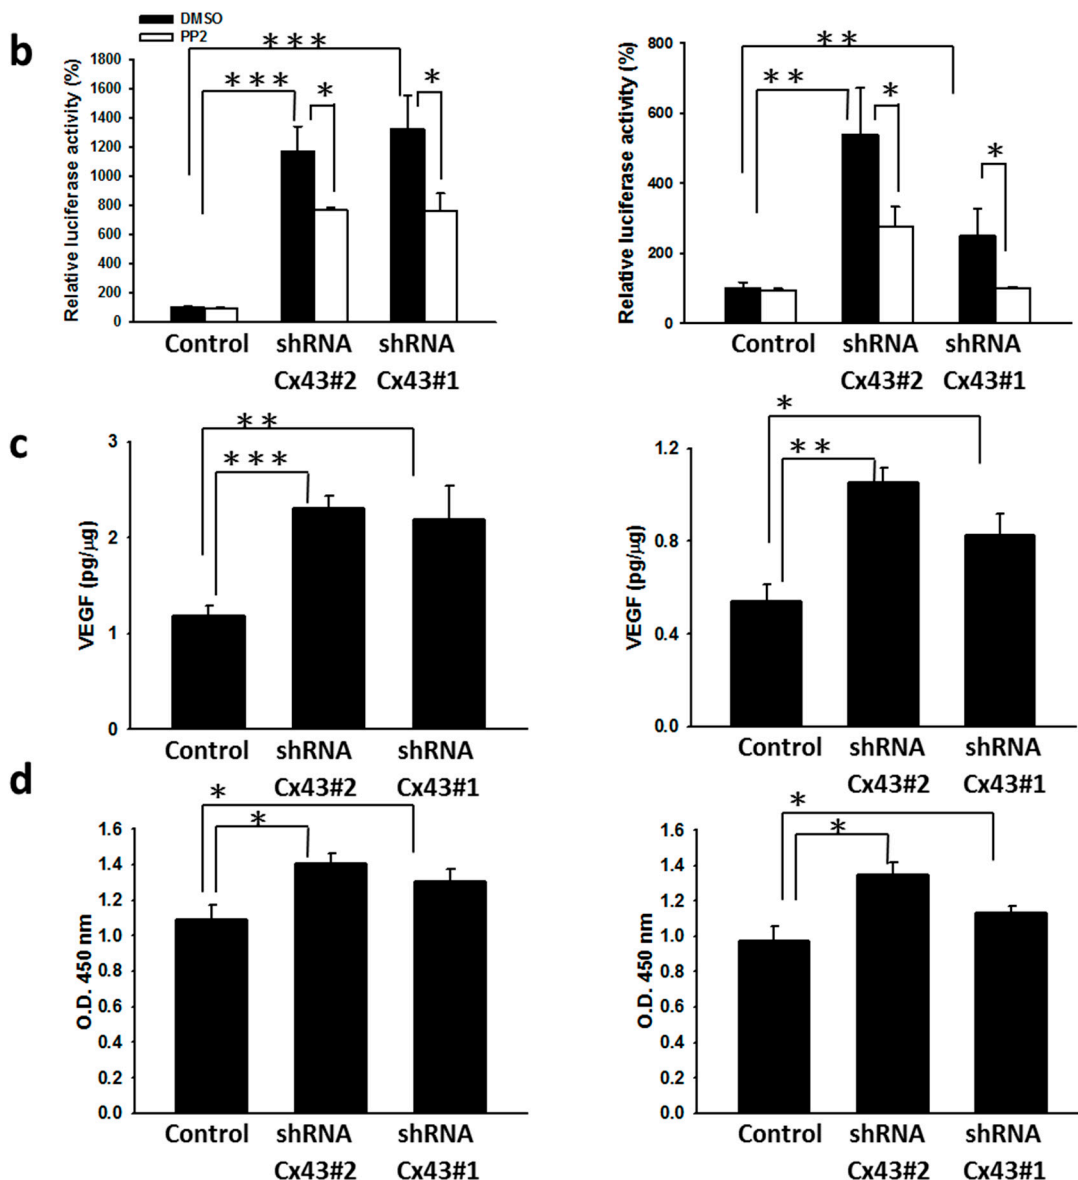 b
DMSO
PP2
Relative luciferase activity (%)
1800
1600
1400
1200
1000
800
600
400
200
0
***
***
*
*
Control
shRNA
Cx43#2
shRNA
Cx43#1
Relative luciferase activity (%)
800
600
400
200
0
**
**
*
*
Control
shRNA
Cx43#2
shRNA
Cx43#1
c
VEGF (pg/μg)
3
2
1
0
**
***
Control
shRNA
Cx43#2
shRNA
Cx43#1
VEGF (pg/μg)
1.2
0.8
0.4
0.0
*
**
Control
shRNA
Cx43#2
shRNA
Cx43#1
d
O.D. 450 nm
1.6
1.4
1.2
1.0
0.8
0.6
0.4
0.2
0.0
*
*
Control
shRNA
Cx43#2
shRNA
Cx43#1
O.D. 450 nm
1.6
1.4
1.2
1.0
0.8
0.6
0.4
0.2
0.0
*
*
Control
shRNA
Cx43#2
shRNA
Cx43#1